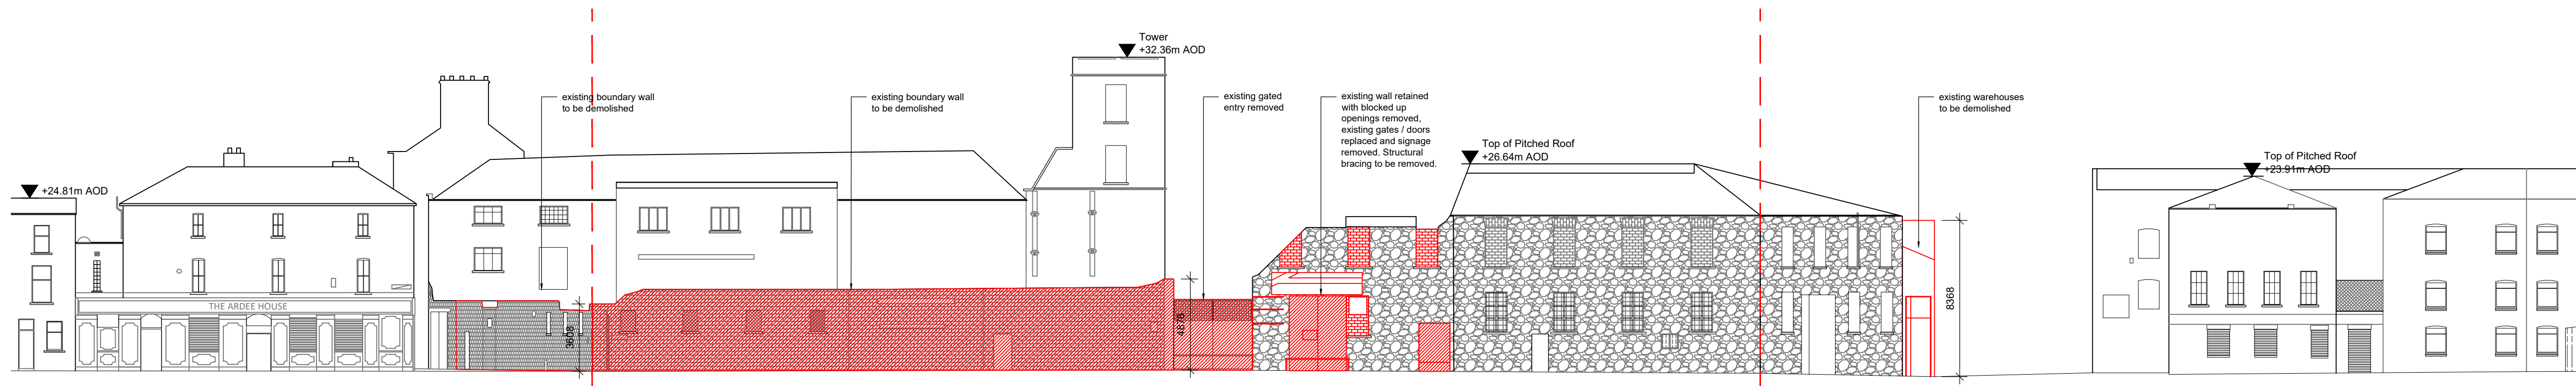 Tower
+32.36m AOD
existing boundary wall
to be demolished
existing boundary wall
to be demolished
existing gated
entry removed
existing wall retained
with blocked up
openings removed,
existing gates / doors
replaced and signage
removed. Structural
bracing to be removed.
existing warehouses
to be demolished
Top of Pitched Roof
+26.64m AOD
Top of Pitched Roof
+23.91m AOD
+24.81m AOD
THE ARDEE HOUSE
3608
4876
8368